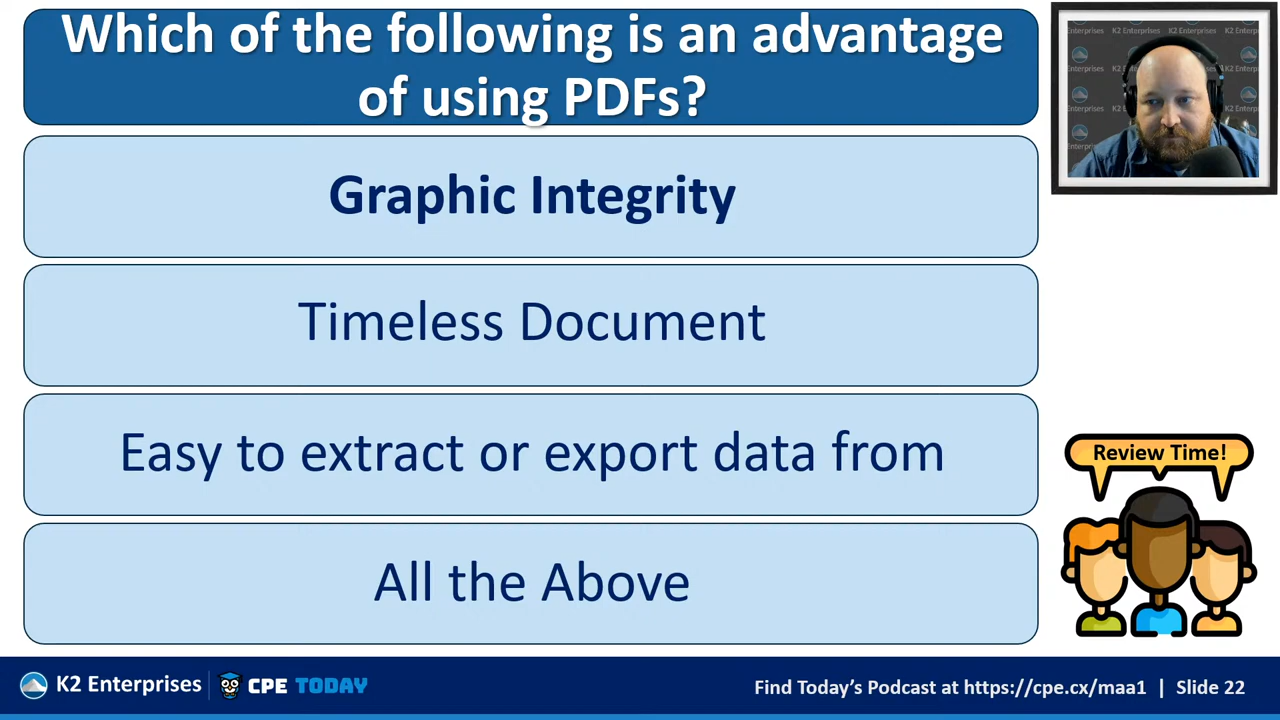 Which of the following is an advantage
of using PDFs?
Graphic Integrity
Timeless Document
Easy to extract or export data from
All the Above
K2 Enterprises
Review Time!
K2 Enterprises
CPE TODAY
Find Today’s Podcast at https://cpe.cx/maa1 | Slide 22